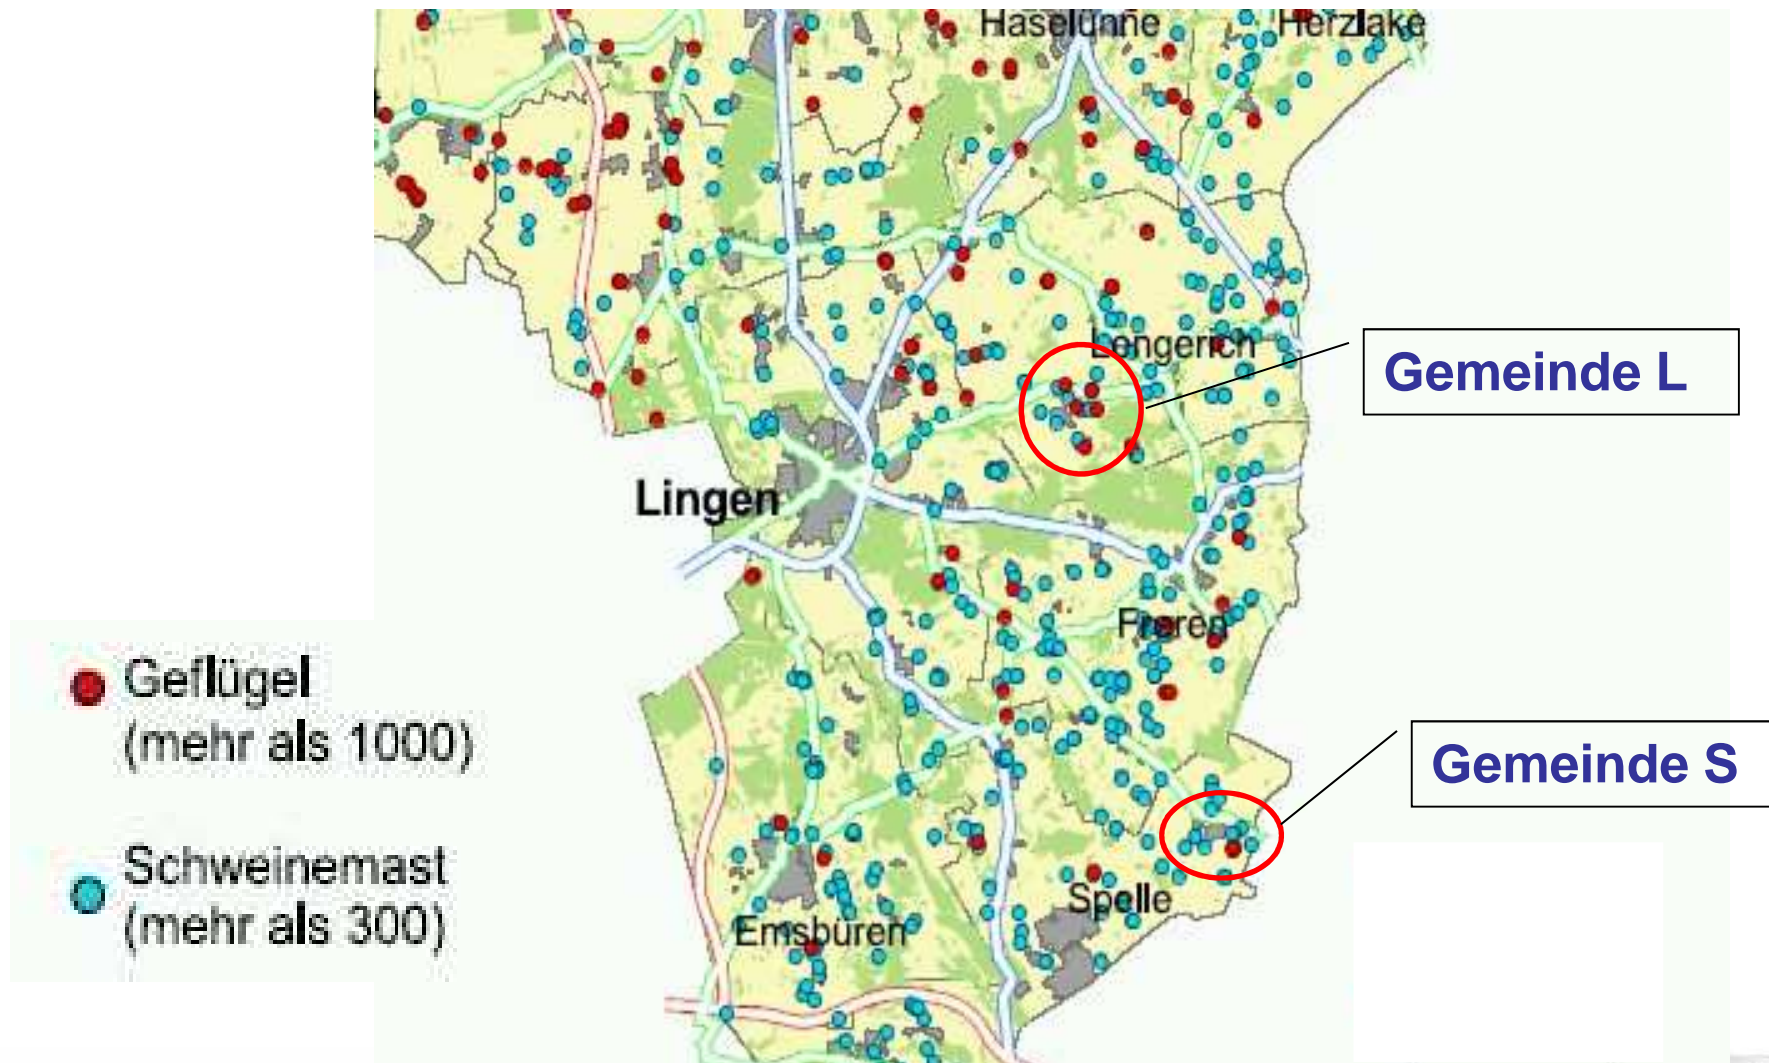 Haselünne
Herzlake
Lengerich
Gemeinde L
Lingen
Freren
Geflügel
(mehr als 1000)
Gemeinde S
Schweinemast
(mehr als 300)
Spelle
Emsbüren